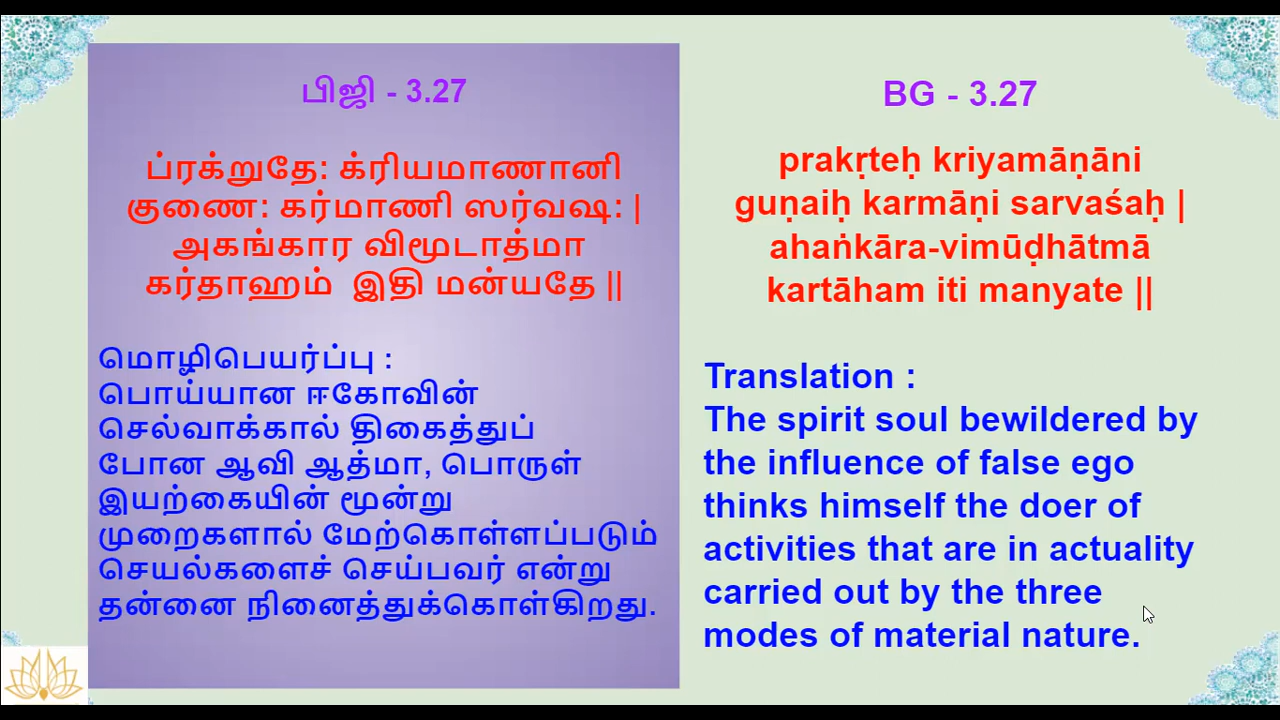 பிஜி - 3.27
ப்ரக்றுதே: க்ரியமாணானி
குணை: கர்மாணி ஸர்வஷ: |
அகங்கார விமூடாத்மா
கர்தாஹம் இதி மன்யதே ||
மொழிபெயர்ப்பு :
பொய்யான ஈகோவின்
செல்வாக்கால் திகைத்துப்
போன ஆவி ஆத்மா, பொருள்
இயற்கையின் மூன்று
முறைகளால் மேற்கொள்ளப்படும்
செயல்களைச் செய்பவர் என்று
தன்னை நினைத்துக்கொள்கிறது.
BG - 3.27
prakṛteḥ kriyamāṇāni
guṇaiḥ karmāṇi sarvaśaḥ |
ahaṅkāra-vimūḍhātmā
kartāham iti manyate ||
Translation :
The spirit soul bewildered by
the influence of false ego
thinks himself the doer of
activities that are in actuality
carried out by the three
modes of material nature.